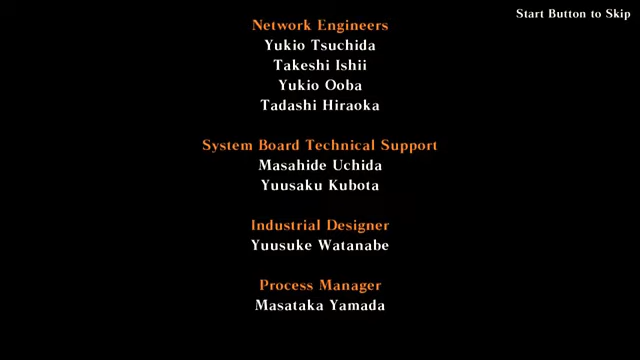 Start Button to Skip
Network Engineers
Yukio Tsuchida
Takeshi Ishii
Yukio Ooba
Tadashi Hiraoka
System Board Technical Support
Masahide Uchida
Yuusaku Kubota
Industrial Designer
Yuusuke Watanabe
Process Manager
Masataka Yamada